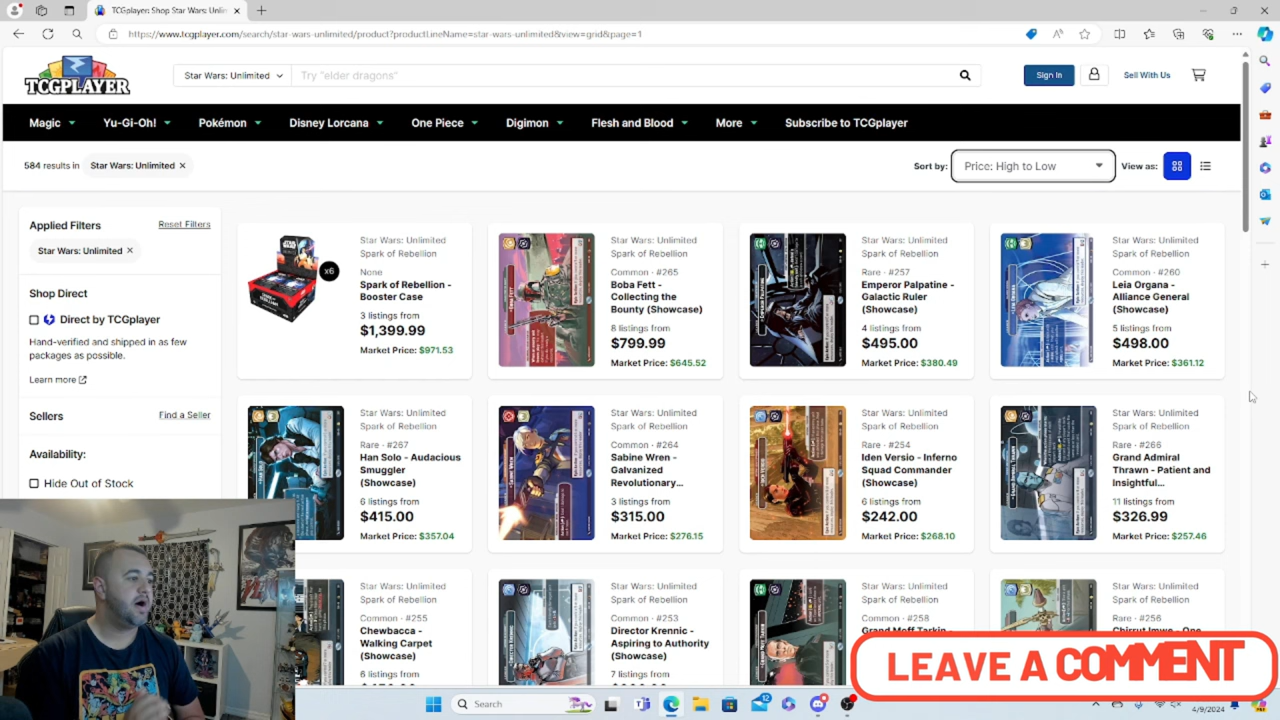 TCGplayer Shop Star Wars: Unlimit
https://www.tcgplayer.com/search/star-wars-unlimited/product?productLineName=star-wars-unlimited&view=grid&page=1
TCGPLAYER
Star Wars: Unlimited
Try "elder dragons"
Sign In
Sell With Us
Magic
Yu-Gi-Oh!
Pokémon
Disney Lorcana
One Piece
Digimon
Flesh and Blood
More
Subscribe to TCGplayer
584 results in
Star Wars: Unlimited
Sort by:
Price: High to Low
View as:
Applied Filters
Reset Filters
Star Wars: Unlimited
Shop Direct
Direct by TCGplayer
Hand-verified and shipped in as few
packages as possible.
Learn more
Sellers
Find a Seller
Availability:
Hide Out of Stock
x6
Star Wars: Unlimited
Spark of Rebellion
None
Spark of Rebellion -
Booster Case
3 listings from
$1,399.99
Market Price: $971.53
Star Wars: Unlimited
Spark of Rebellion
Common · #265
Boba Fett -
Collecting the
Bounty (Showcase)
8 listings from
$799.99
Market Price: $645.52
Star Wars: Unlimited
Spark of Rebellion
Rare · #257
Emperor Palpatine -
Galactic Ruler
(Showcase)
4 listings from
$495.00
Market Price: $380.49
Star Wars: Unlimited
Spark of Rebellion
Common · #260
Leia Organa -
Alliance General
(Showcase)
5 listings from
$498.00
Market Price: $361.12
Star Wars: Unlimited
Spark of Rebellion
Rare · #267
Han Solo - Audacious
Smuggler
(Showcase)
6 listings from
$415.00
Market Price: $357.04
Star Wars: Unlimited
Spark of Rebellion
Common · #264
Sabine Wren -
Galvanized
Revolutionary...
3 listings from
$315.00
Market Price: $276.15
Star Wars: Unlimited
Spark of Rebellion
Rare · #254
Iden Versio - Inferno
Squad Commander
(Showcase)
6 listings from
$242.00
Market Price: $268.10
Star Wars: Unlimited
Spark of Rebellion
Rare · #266
Grand Admiral
Thrawn - Patient and
Insightful...
11 listings from
$326.99
Market Price: $257.46
Star Wars: Unlimited
Spark of Rebellion
Common · #255
Chewbacca -
Walking Carpet
(Showcase)
Star Wars: Unlimited
Spark of Rebellion
Common · #253
Director Krennic -
Aspiring to Authority
(Showcase)
Star Wars: Unlimited
Spark of Rebellion
Common · #258
Grand Moff Tarkin -
Star Wars: Unlimited
Spark of Rebellion
Rare · #256
Chirrut Imwe - One
LEAVE A COMMENT
Search
12
4/9/2024